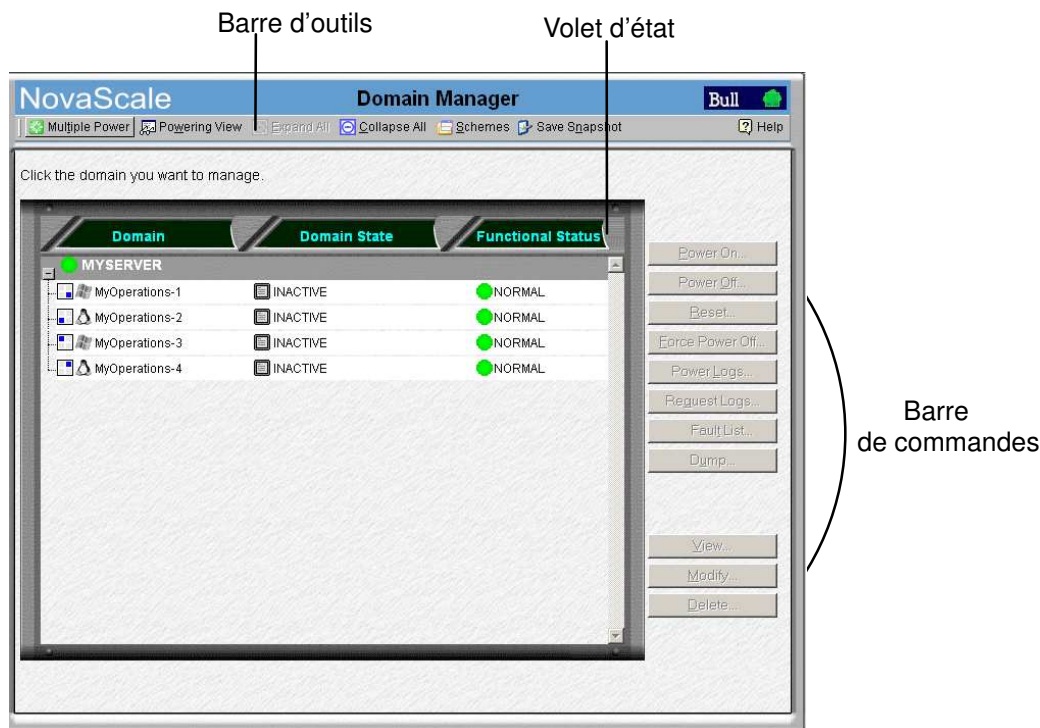 Barre d'outils
Volet d'état
NovaScale Domain Manager Bull
Multiple Power Powering View Expand All Collapse All Schemes Save Snapshot Help
Click the domain you want to manage.
Domain Domain State Functional Status
MYSERVER
MyOperations-1 INACTIVE NORMAL
MyOperations-2 INACTIVE NORMAL
MyOperations-3 INACTIVE NORMAL
MyOperations-4 INACTIVE NORMAL
Power On...
Power Off...
Reset...
Force Power Off...
Power Logs...
Request Logs...
Fault List...
Dump...
View...
Modify...
Delete...
Barre
de commandes